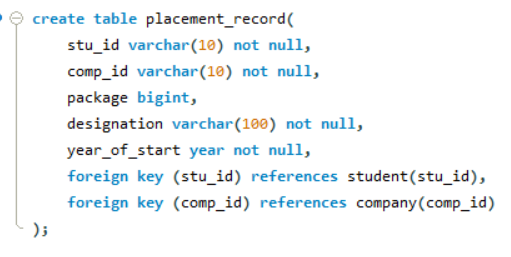 create table placement_record(
stu_id varchar(10) not null,
comp_id varchar(10) not null,
package bigint,
designation varchar(100) not null,
year_of_start year not null,
foreign key (stu_id) references student(stu_id),
foreign key (comp_id) references company(comp_id)
);